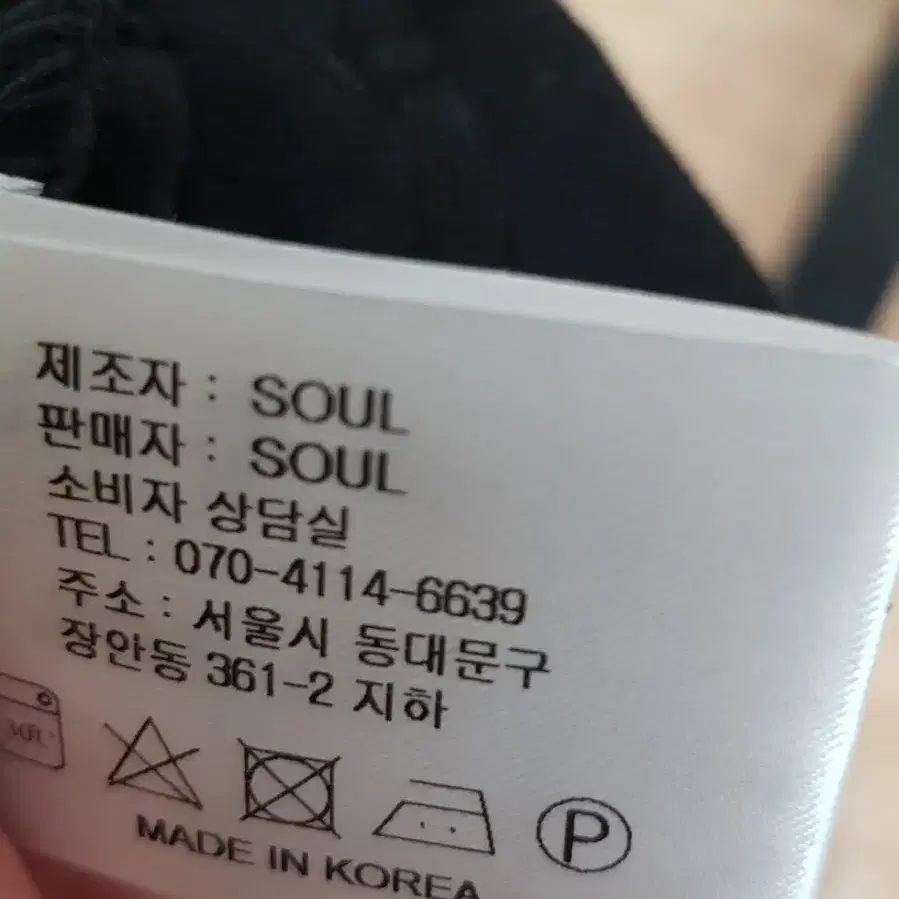 제조자 : SOUL
판매자 : SOUL
소비자 상담실
TEL : 070-4114-6639
주소 : 서울시 동대문구
장안동 361-2 지하
P
MADE IN KOREA